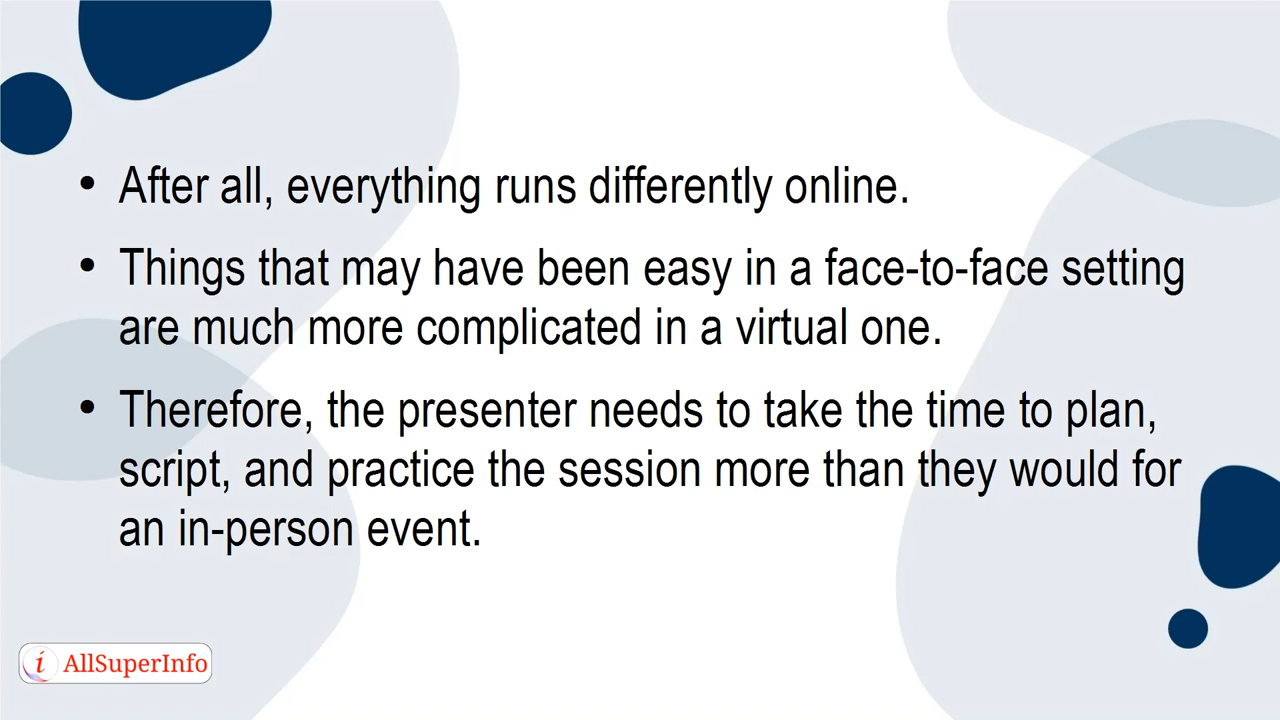 • After all, everything runs differently online.
• Things that may have been easy in a face-to-face setting
are much more complicated in a virtual one.
• Therefore, the presenter needs to take the time to plan,
script, and practice the session more than they would for
an in-person event.
i AllSuperInfo